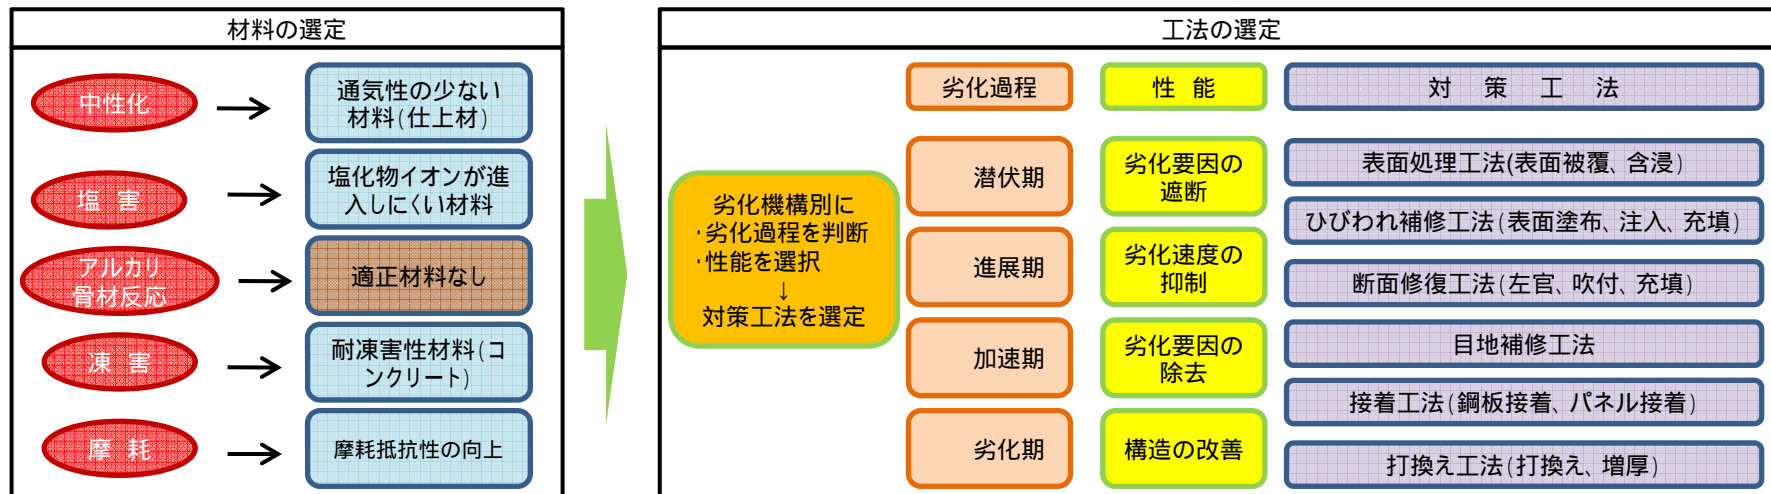 材料の選定
中性化
通気性の少ない
材料(仕上材)
塩 害
塩化物イオンが進
入しにくい材料
アルカリ
骨材反応
適正材料なし
凍 害
耐凍害性材料(コ
ンクリート)
摩 耗
摩耗抵抗性の向上
工法の選定
劣化機構別に
・劣化過程を判断
・性能を選択
↓
対策工法を選定
劣化過程
潜伏期
進展期
加速期
劣化期
性 能
劣化要因の
遮断
劣化速度の
抑制
劣化要因の
除去
構造の改善
対 策 工 法
表面処理工法(表面被覆、含浸)
ひびわれ補修工法(表面塗布、注入、充填)
断面修復工法(左官、吹付、充填)
目地補修工法
接着工法(鋼板接着、パネル接着)
打換え工法(打換え、増厚)